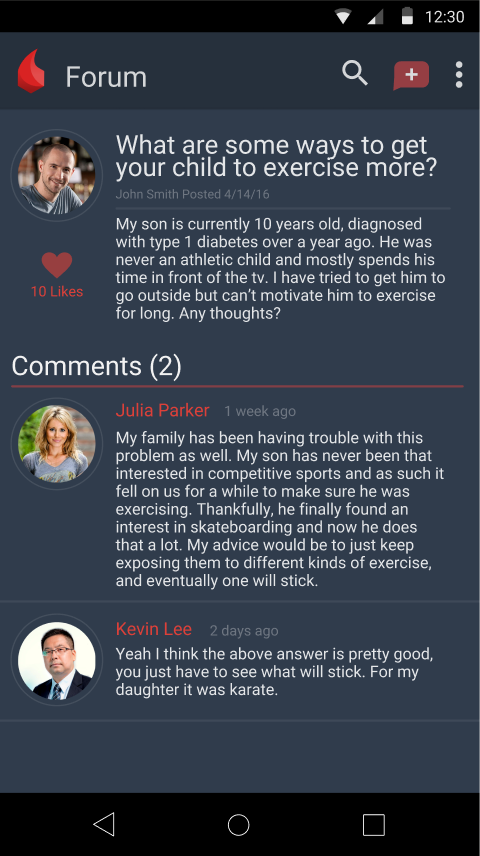 12:30
Forum
What are some ways to get
your child to exercise more?
John Smith Posted 4/14/16
My son is currently 10 years old, diagnosed
with type 1 diabetes over a year ago. He was
never an athletic child and mostly spends his
time in front of the tv. I have tried to get him to
go outside but can’t motivate him to exercise
for long. Any thoughts?
10 Likes
Comments (2)
Julia Parker 1 week ago
My family has been having trouble with this
problem as well. My son has never been that
interested in competitive sports and as such it
fell on us for a while to make sure he was
exercising. Thankfully, he finally found an
interest in skateboarding and now he does
that a lot. My advice would be to just keep
exposing them to different kinds of exercise,
and eventually one will stick.
Kevin Lee 2 days ago
Yeah I think the above answer is pretty good,
you just have to see what will stick. For my
daughter it was karate.